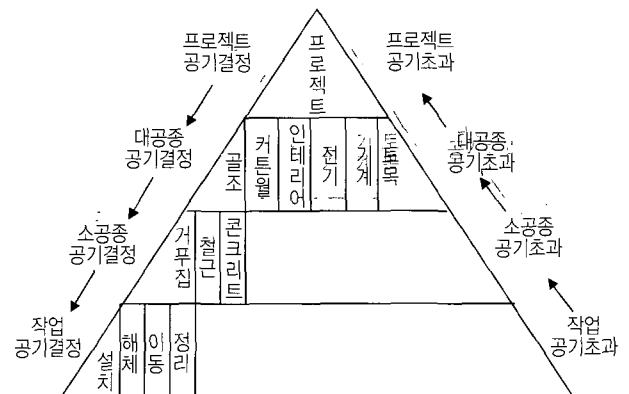 프로젝트
공기결정
프로젝트
프로젝트
공기초과
대공종
공기결정
골조
커튼월
인테리어
전기
기계
토목
대공종
공기초과
소공종
공기결정
거푸집
철근
콘크리트
소공종
공기초과
작업
공기결정
설치
해체
이동
정리
작업
공기초과